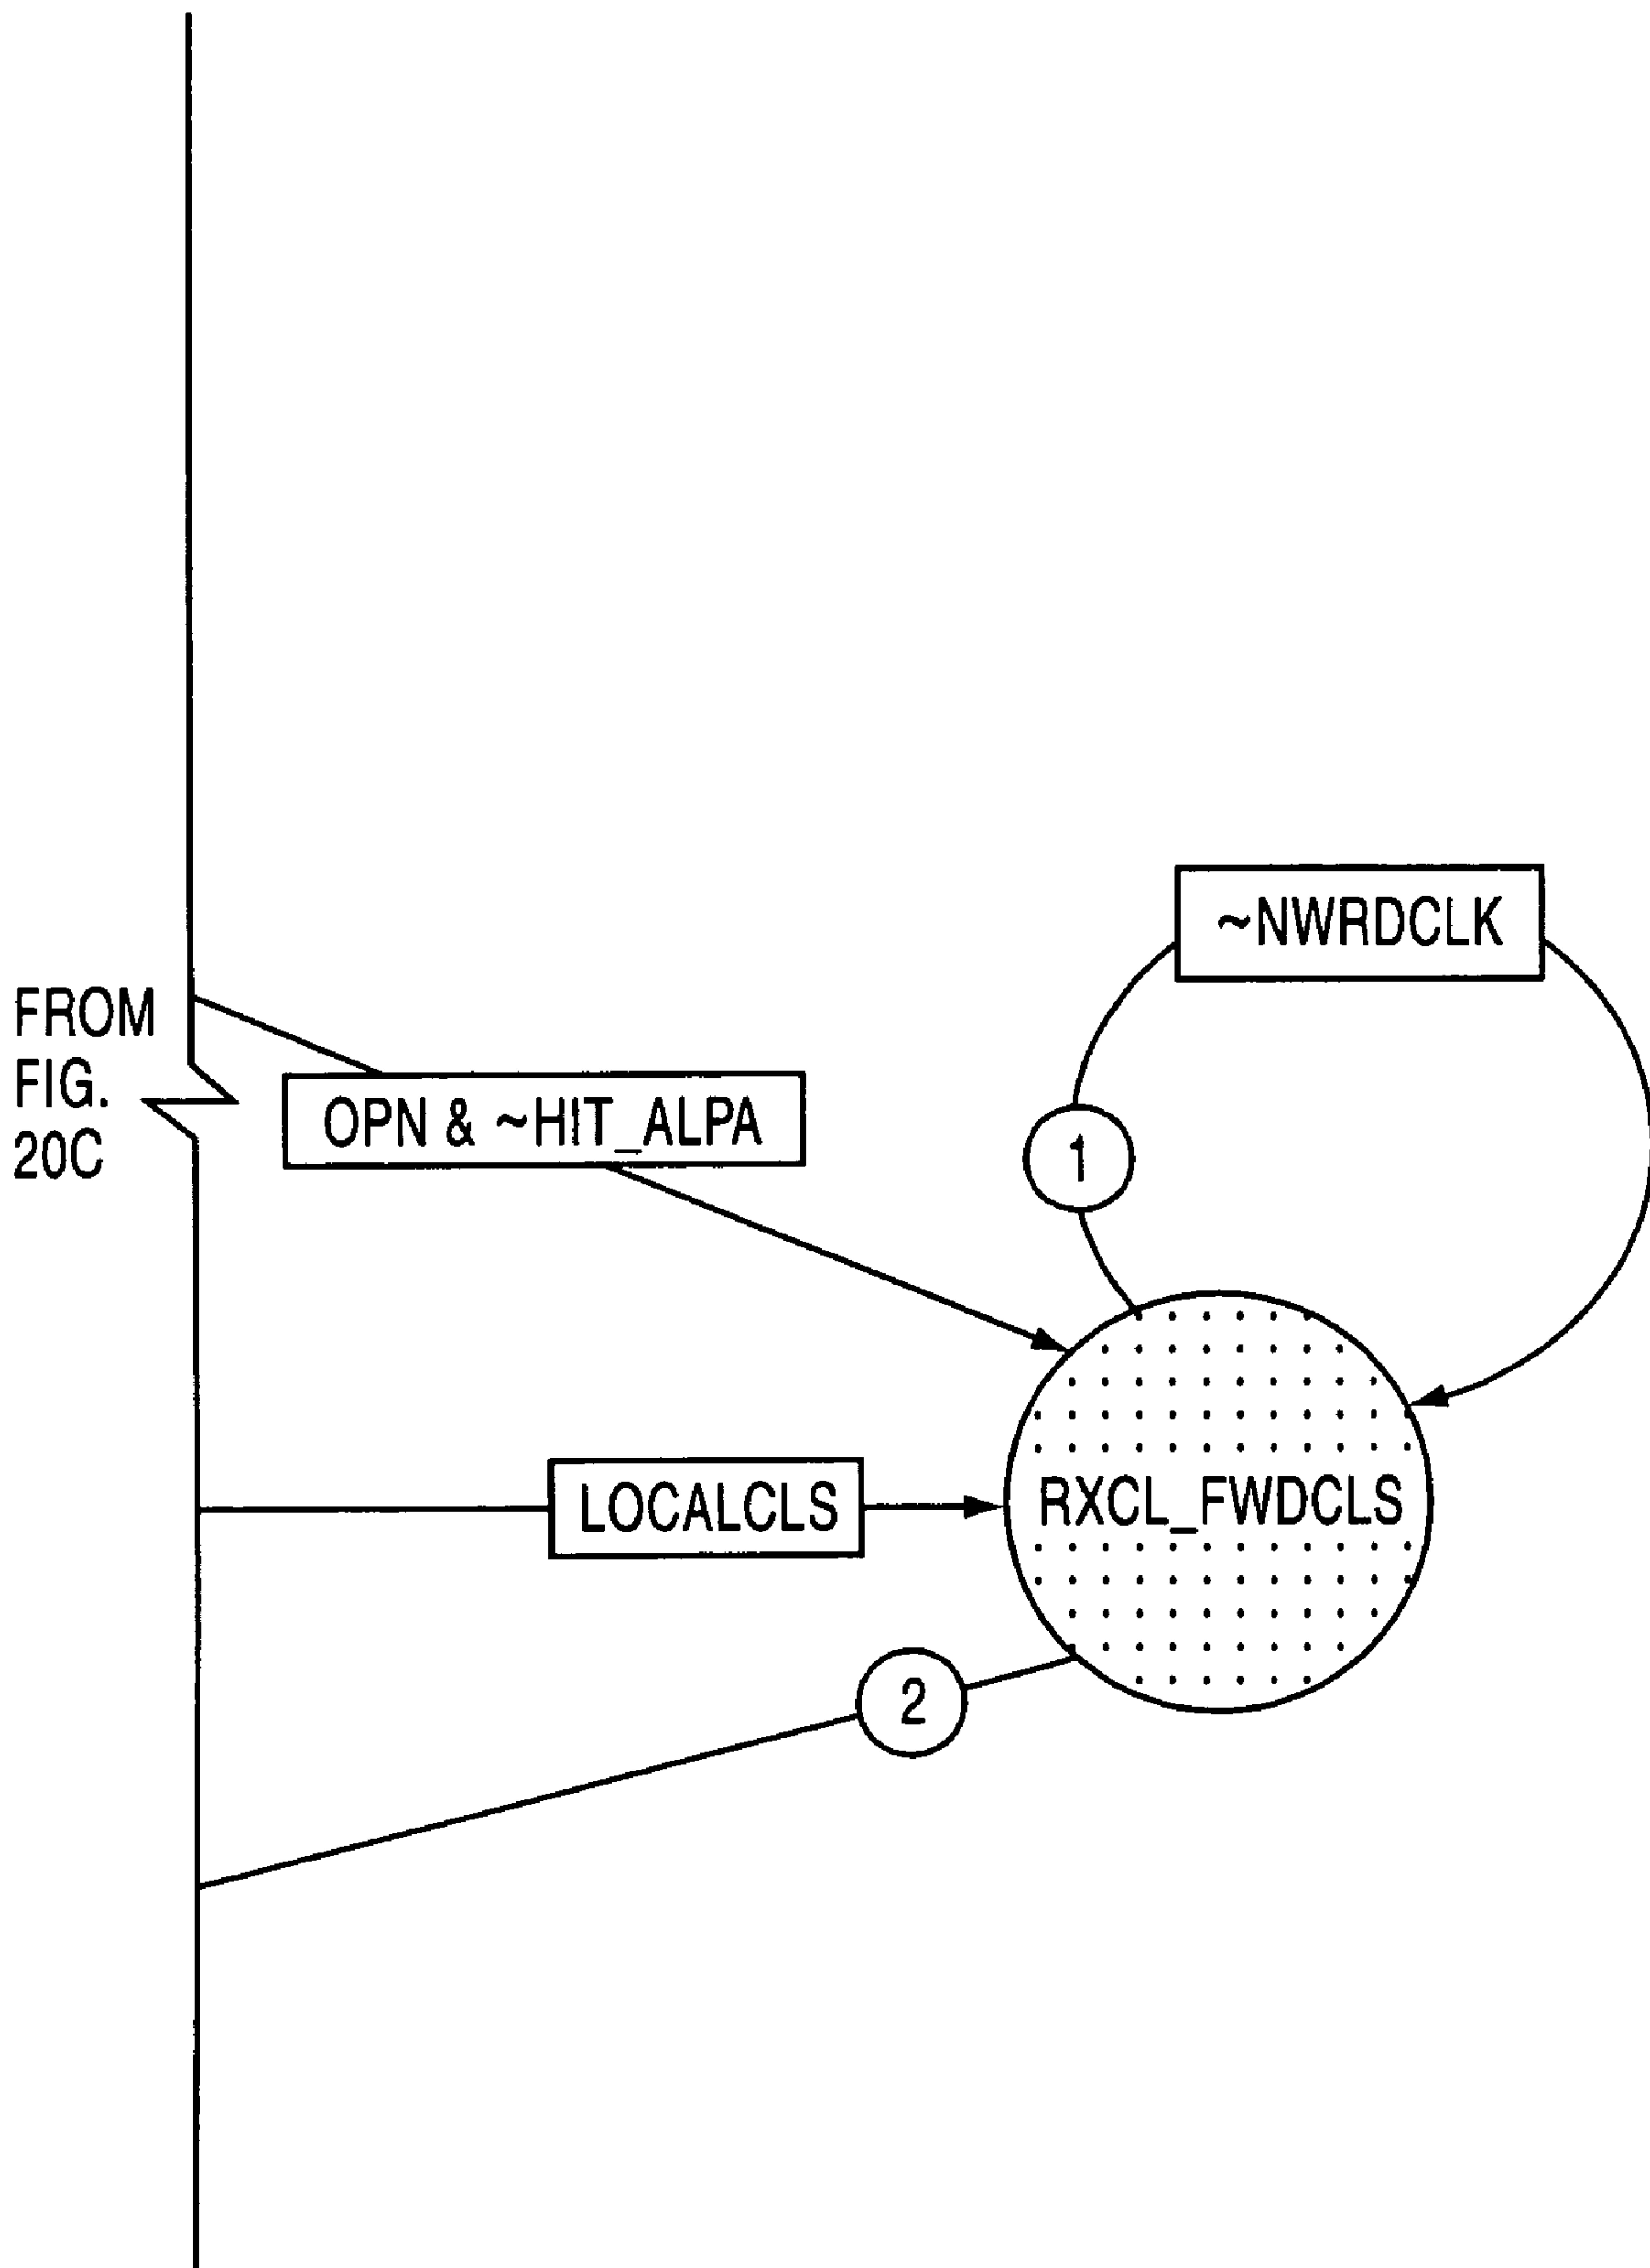 ~NWRDCLK
FROM
FIG.
20C
OPN & ~HIT_ALPA
1
LOCALCLS
RXCL_FWDCLS
2